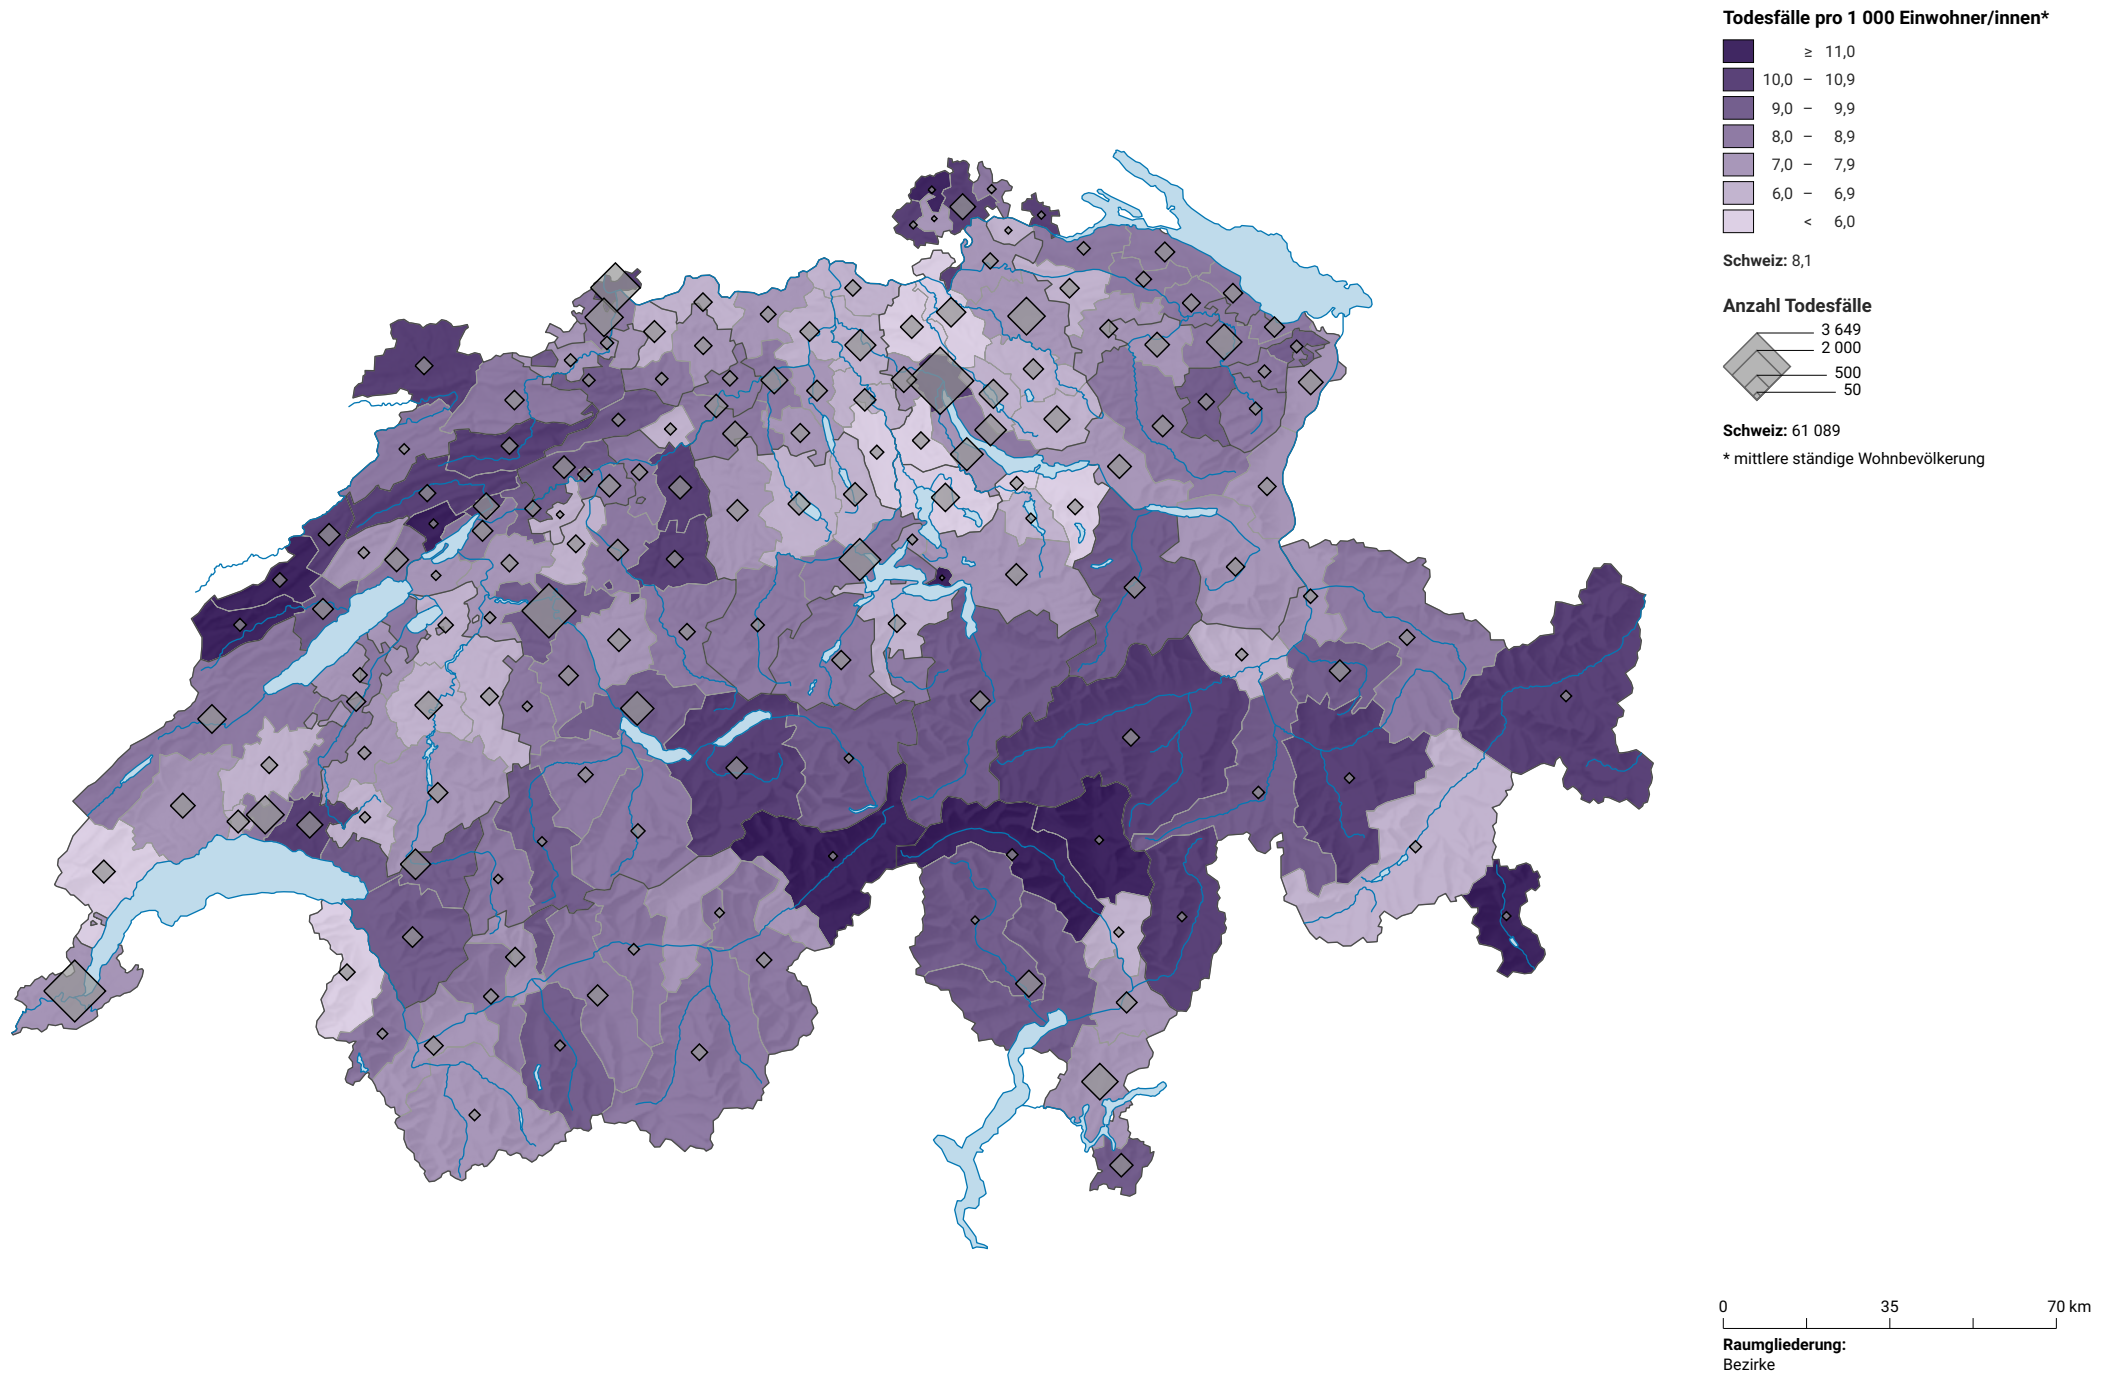 Todesfälle pro 1 000 Einwohner/innen*
≥ 11,0
10,0 – 10,9
9,0 – 9,9
8,0 – 8,9
7,0 – 7,9
6,0 – 6,9
< 6,0
Schweiz: 8,1
Anzahl Todesfälle
3 649
2 000
500
50
Schweiz: 61 089
* mittlere ständige Wohnbevölkerung
0 35 70 km
Raumgliederung:
Bezirke